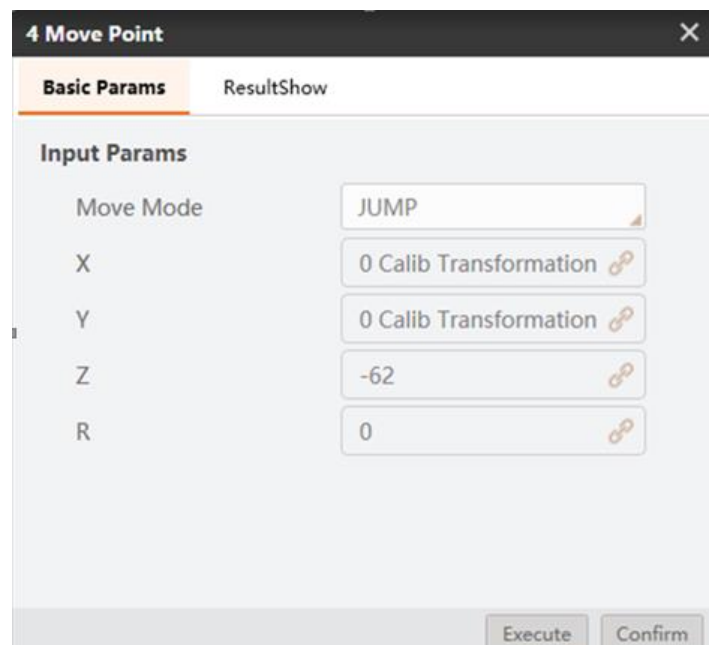 4 Move Point
Basic Params ResultShow
Input Params
Move Mode JUMP
X 0 Calib Transformation
Y 0 Calib Transformation
Z -62
R 0
Execute Confirm